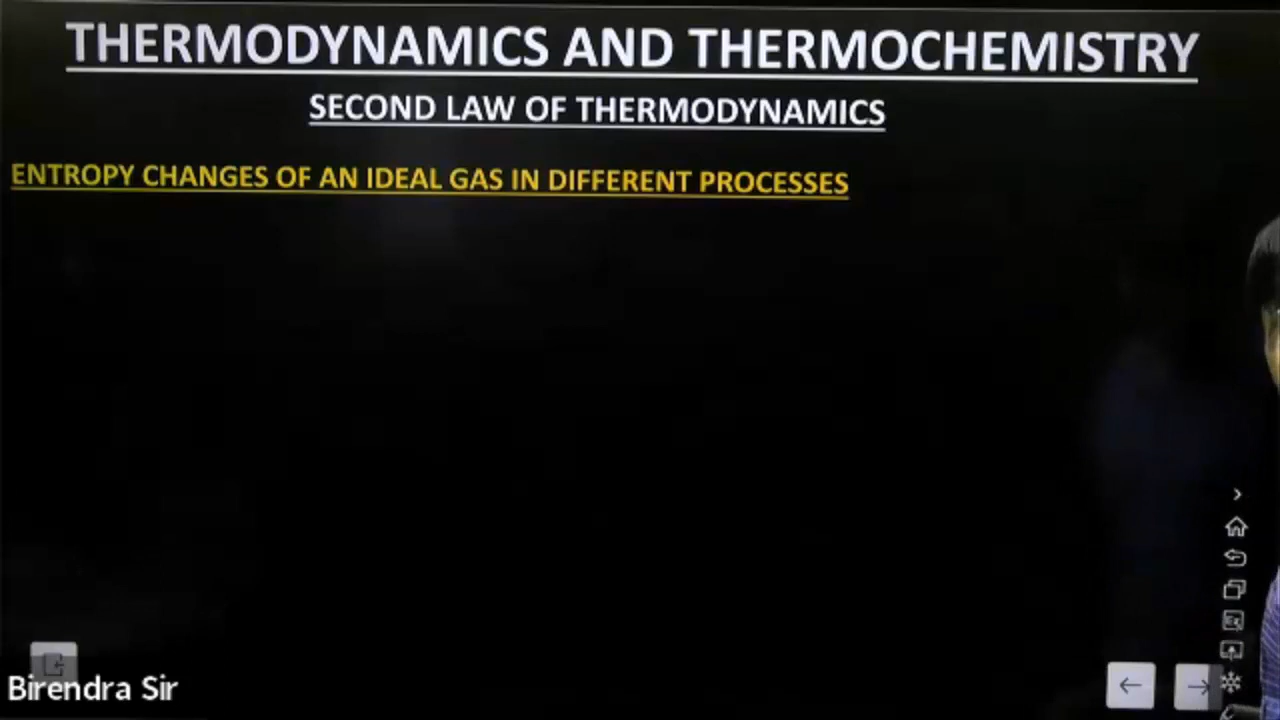 THERMODYNAMICS AND THERMOCHEMISTRY
SECOND LAW OF THERMODYNAMICS
ENTROPY CHANGES OF AN IDEAL GAS IN DIFFERENT PROCESSES
Birendra Sir